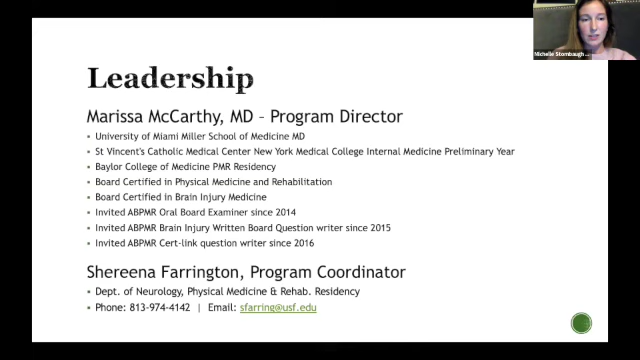 Leadership
Marissa McCarthy, MD – Program Director
University of Miami Miller School of Medicine MD
St Vincent's Catholic Medical Center New York Medical College Internal Medicine Preliminary Year
Baylor College of Medicine PMR Residency
Board Certified in Physical Medicine and Rehabilitation
Board Certified in Brain Injury Medicine
Invited ABPMR Oral Board Examiner since 2014
Invited ABPMR Brain Injury Written Board Question writer since 2015
Invited ABPMR Cert-link question writer since 2016
Shereena Farrington, Program Coordinator
Dept. of Neurology, Physical Medicine & Rehab. Residency
Phone: 813-974-4142 | Email: sfarring@usf.edu
Michelle Stombaugh...